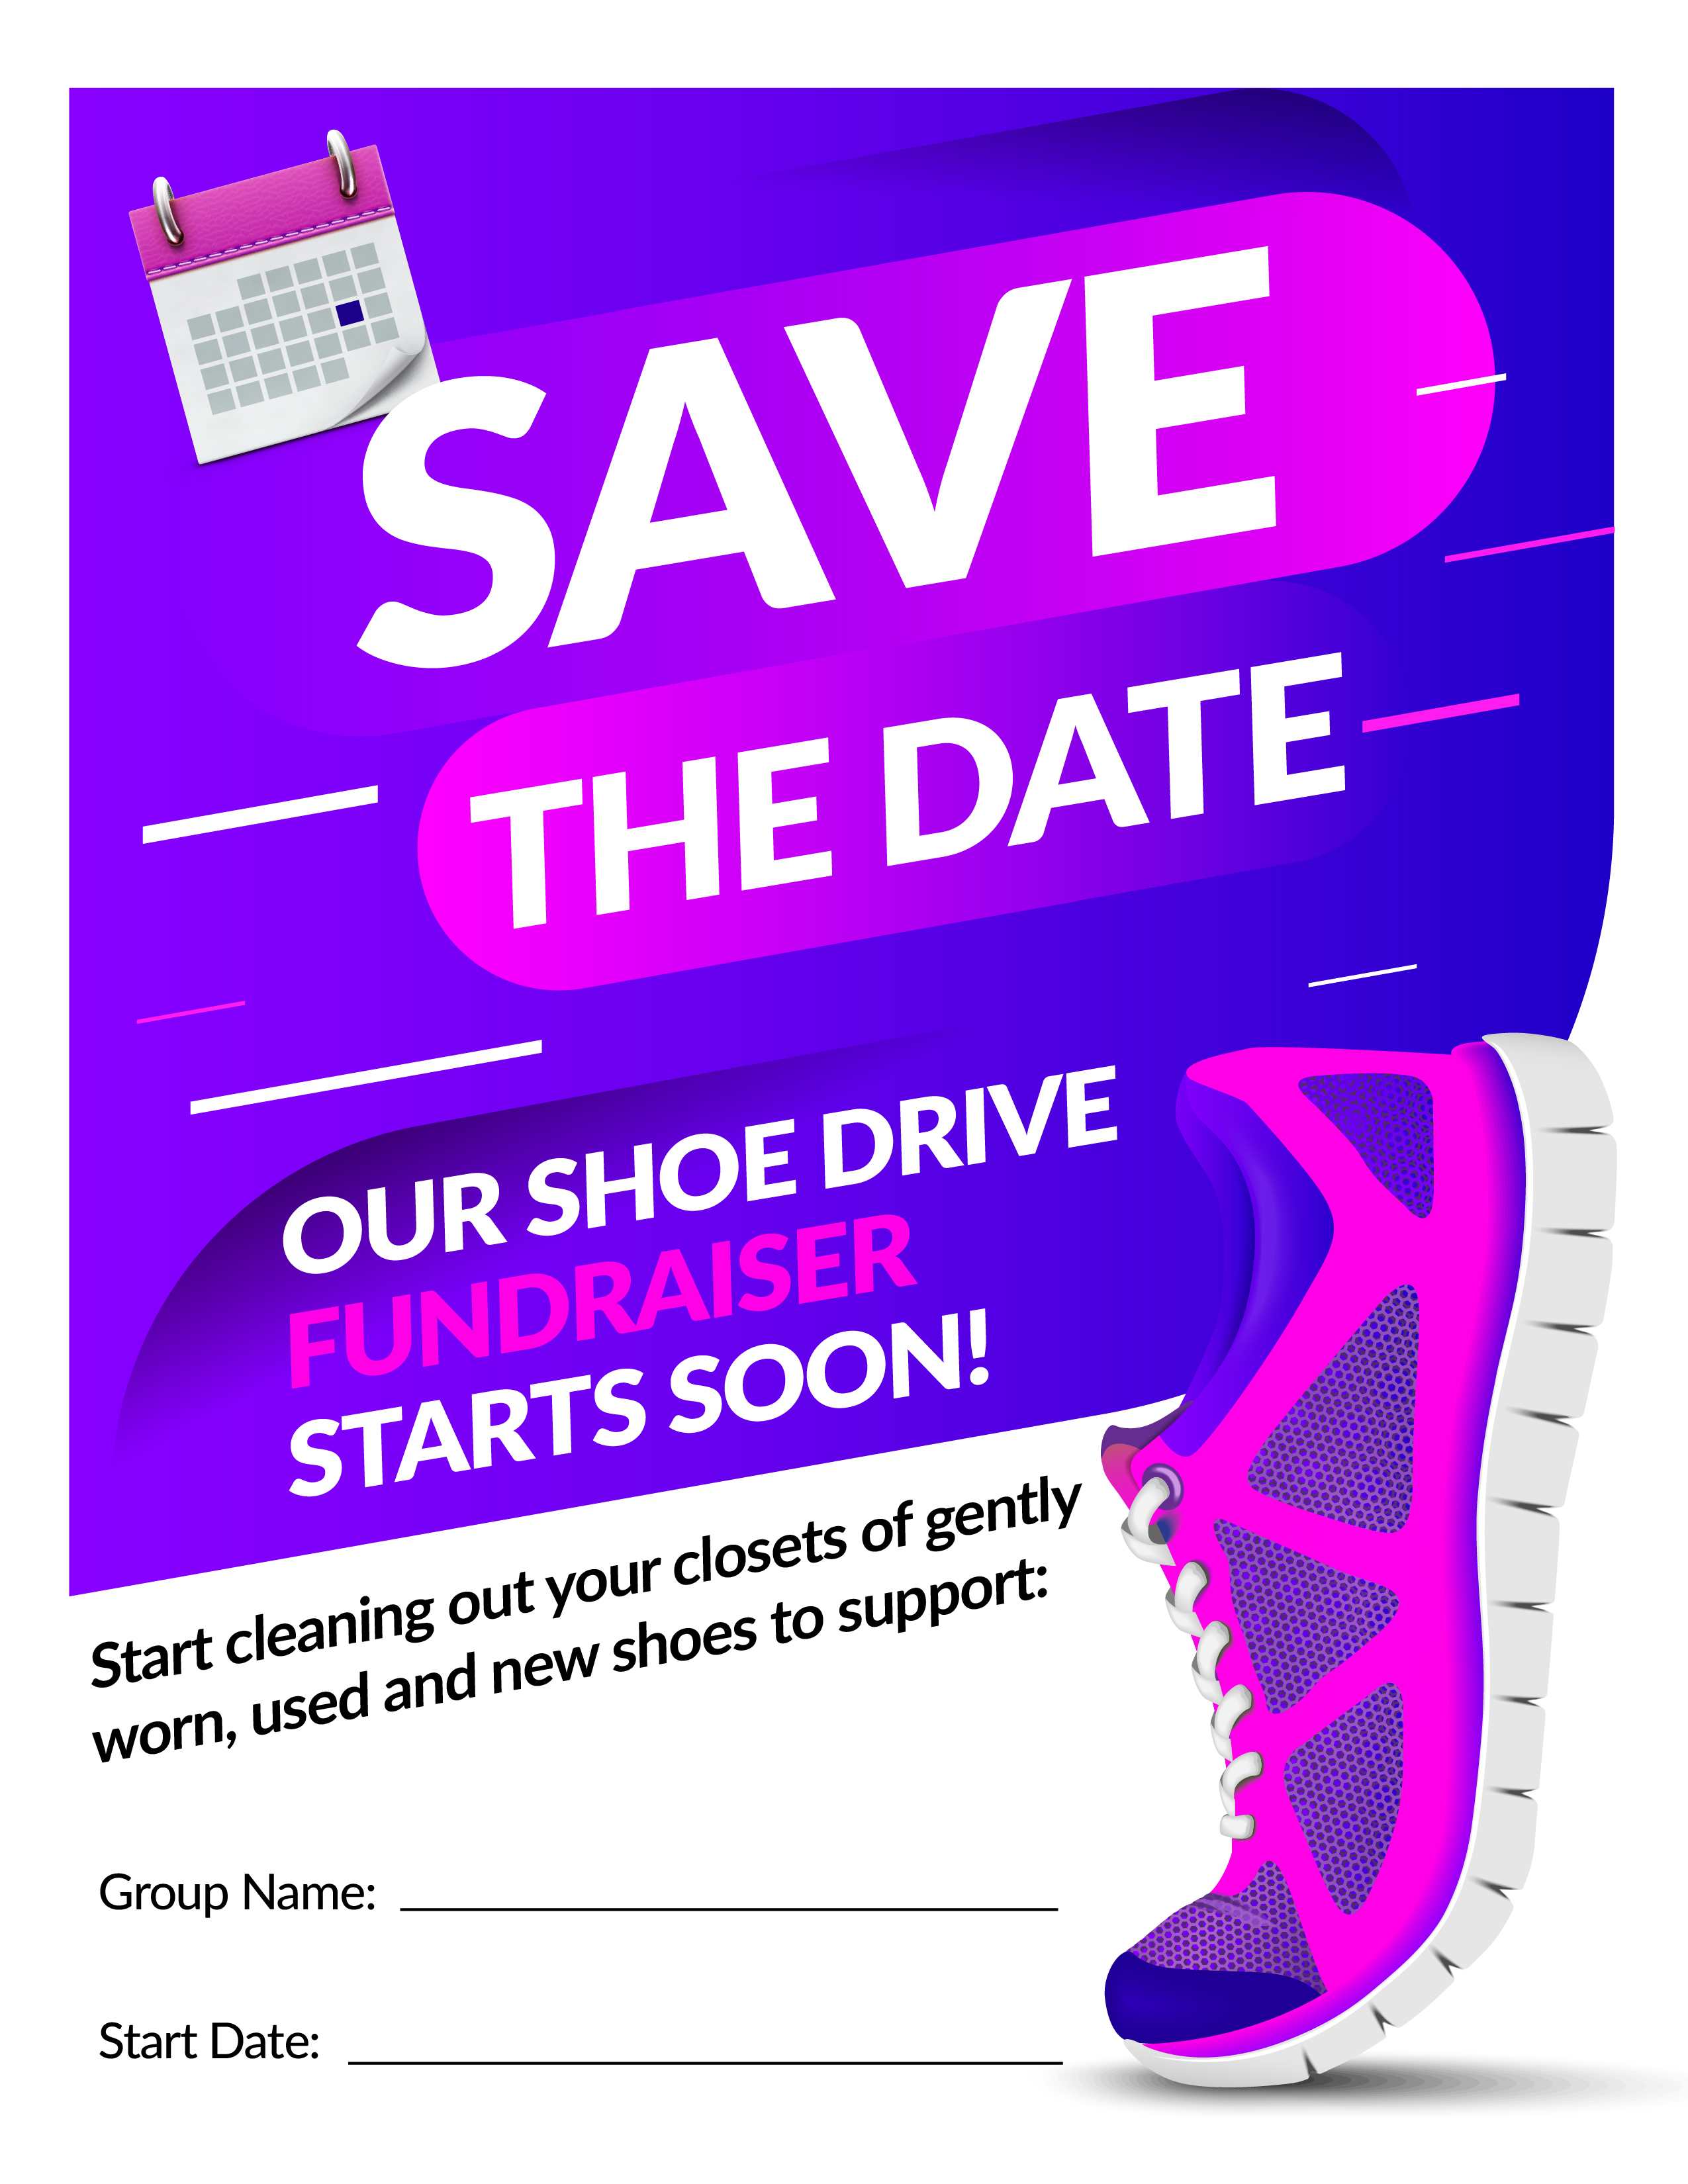 SAVE
THE DATE
OUR SHOE DRIVE
FUNDRAISER
STARTS SOON!
Start cleaning out your closets of gently
worn, used and new shoes to support:
Group Name:
Start Date: